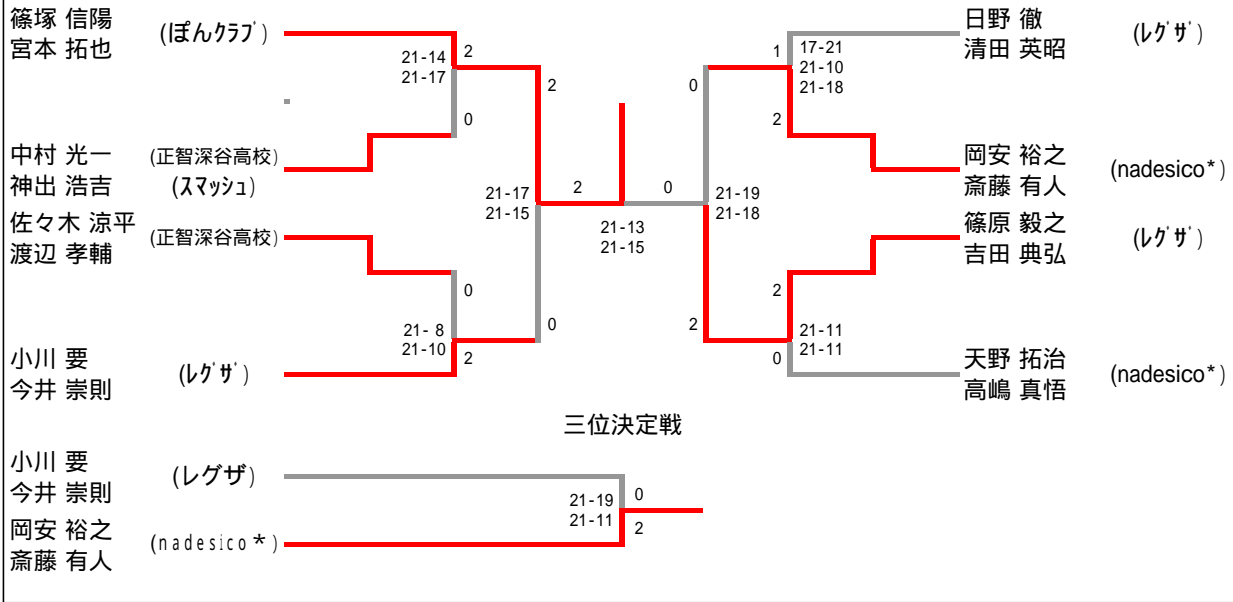 篠塚 信陽
宮本 拓也
(ぽんクラブ)
21-14
21-17
2
0
中村 光一
神出 浩吉
(正智深谷高校)
(スマッシュ)
佐々木 涼平
渡辺 孝輔
(正智深谷高校)
0
21- 8
21-10
2
小川 要
今井 崇則
(レグザ)
2
21-17
21-15
0
2
0
21-13
21-15
日野 徹
清田 英昭
(レグザ)
1
17-21
21-10
21-18
2
岡安 裕之
斎藤 有人
(nadesico*)
0
21-19
21-18
2
篠原 毅之
吉田 典弘
(レグザ)
2
21-11
21-11
0
天野 拓治
高嶋 真悟
(nadesico*)
三位決定戦
小川 要
今井 崇則
(レグザ)
21-19
21-11
0
2
岡安 裕之
斎藤 有人
(nadesico*)